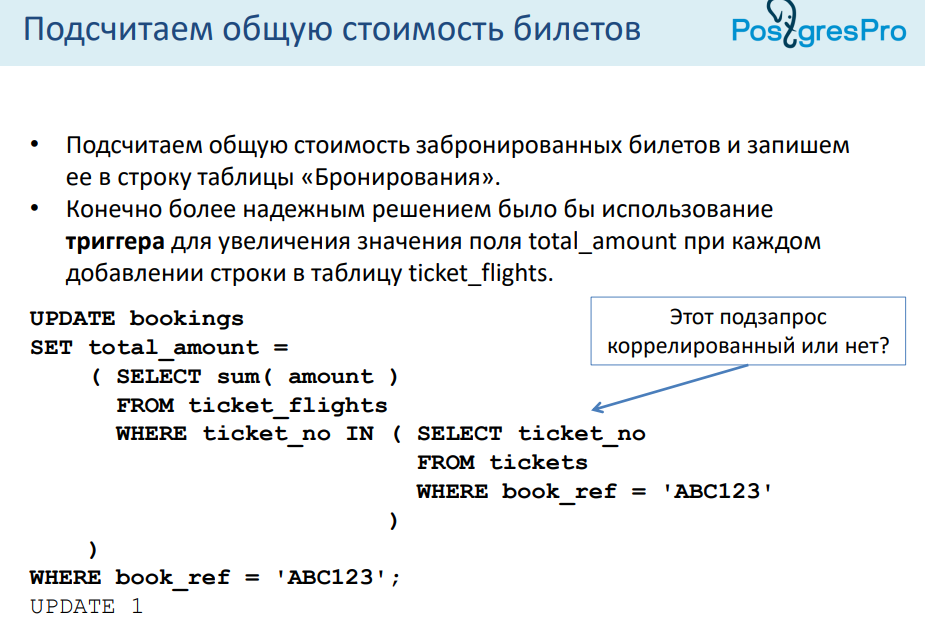 Подсчитаем общую стоимость билетов
PostgresPro
• Подсчитаем общую стоимость забронированных билетов и запишем
ее в строку таблицы «Бронирования».
• Конечно более надежным решением было бы использование
триггера для увеличения значения поля total_amount при каждом
добавлении строки в таблицу ticket_flights.
Этот подзапрос
коррелированный или нет?
UPDATE bookings
SET total_amount =
( SELECT sum( amount )
FROM ticket_flights
WHERE ticket_no IN ( SELECT ticket_no
FROM tickets
WHERE book_ref = 'ABC123'
)
)
WHERE book_ref = 'ABC123';
UPDATE 1